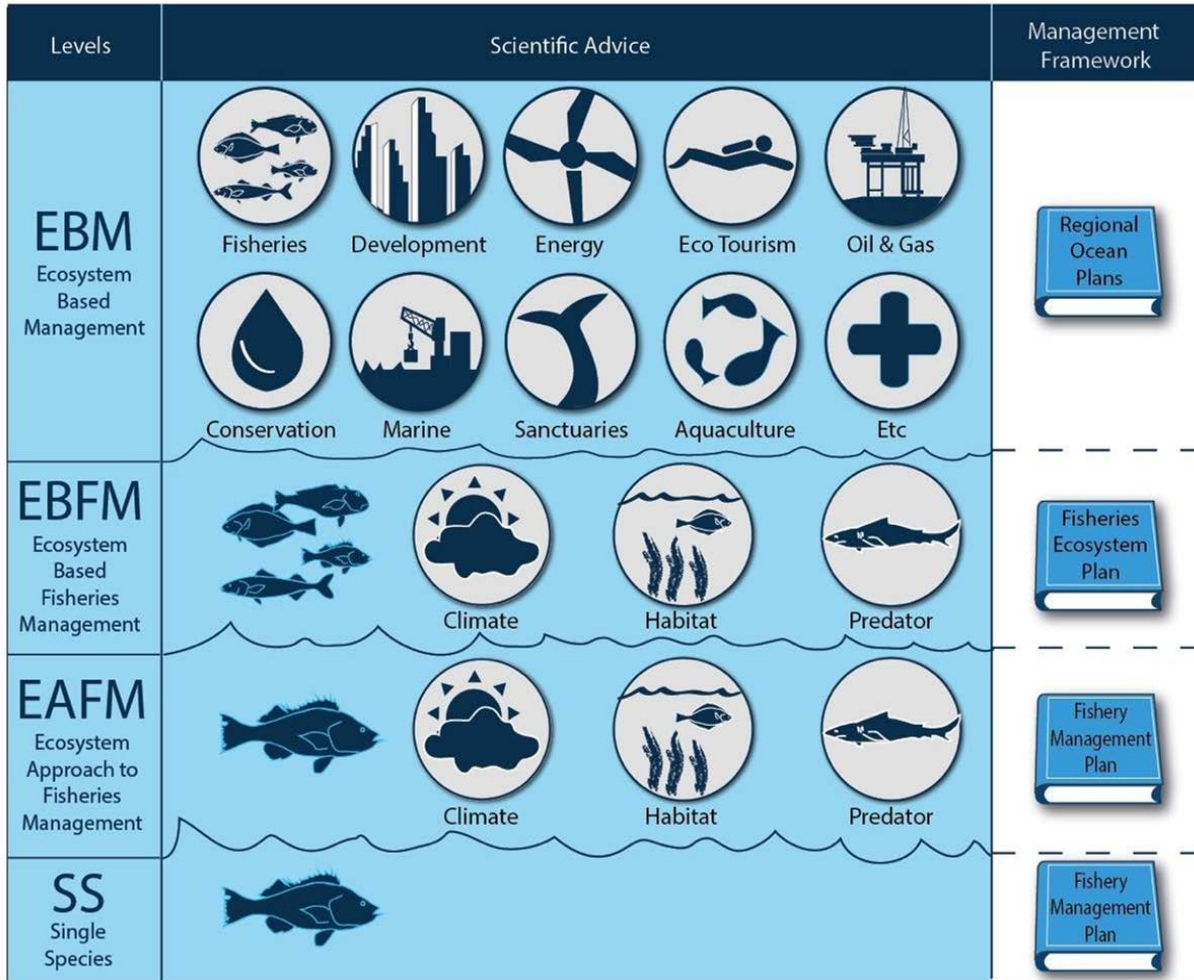 Levels
Scientific Advice
Management
Framework
EBM
Ecosystem
Based
Management
Fisheries
Development
Energy
Eco Tourism
Oil & Gas
Conservation
Marine
Sanctuaries
Aquaculture
Etc
Regional
Ocean
Plans
EBFM
Ecosystem
Based
Fisheries
Management
Climate
Habitat
Predator
Fisheries
Ecosystem
Plan
EAFM
Ecosystem
Approach to
Fisheries
Management
Climate
Habitat
Predator
Fishery
Management
Plan
SS
Single
Species
Fishery
Management
Plan